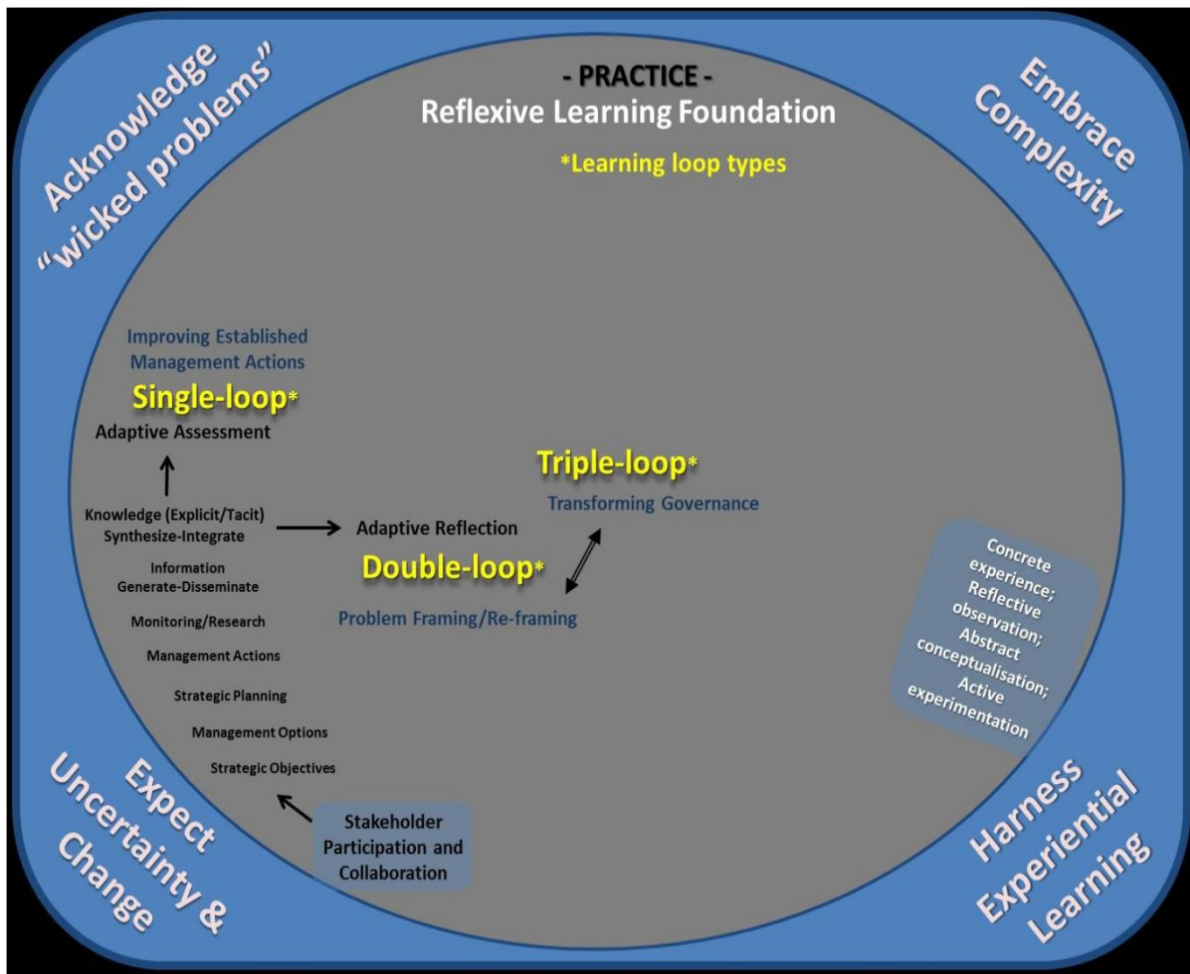 Acknowledge
“wicked problems”
- PRACTICE -
Reflexive Learning Foundation
*Learning loop types
Embrace
Complexity
Improving Established
Management Actions
Single-loop*
Adaptive Assessment
Knowledge (Explicit/Tacit)
Synthesize-Integrate
Information
Generate-Disseminate
Monitoring/Research
Management Actions
Strategic Planning
Management Options
Strategic Objectives
Stakeholder
Participation and
Collaboration
Adaptive Reflection
Double-loop*
Problem Framing/Re-framing
Triple-loop*
Transforming Governance
Concrete
experience;
Reflective
observation;
Abstract
conceptualisation;
Active
experimentation
Expect
Uncertainty &
Change
Harness
Experiential
Learning